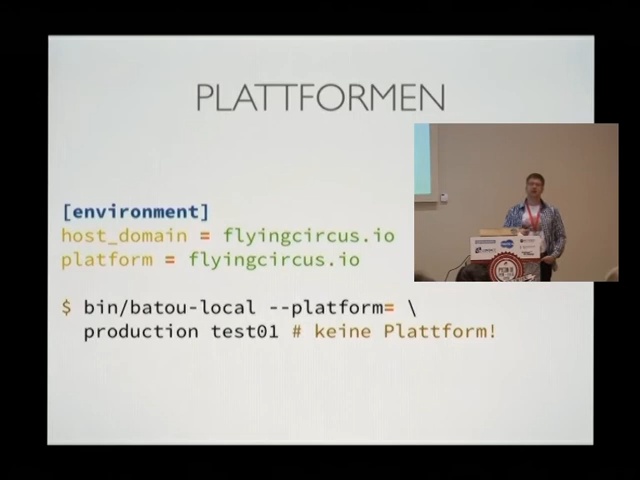 PLATTFORMEN
[environment]
host_domain = flyingcircus.io
platform = flyingcircus.io
$ bin/batou-local --platform= \
production test01 # keine Plattform!